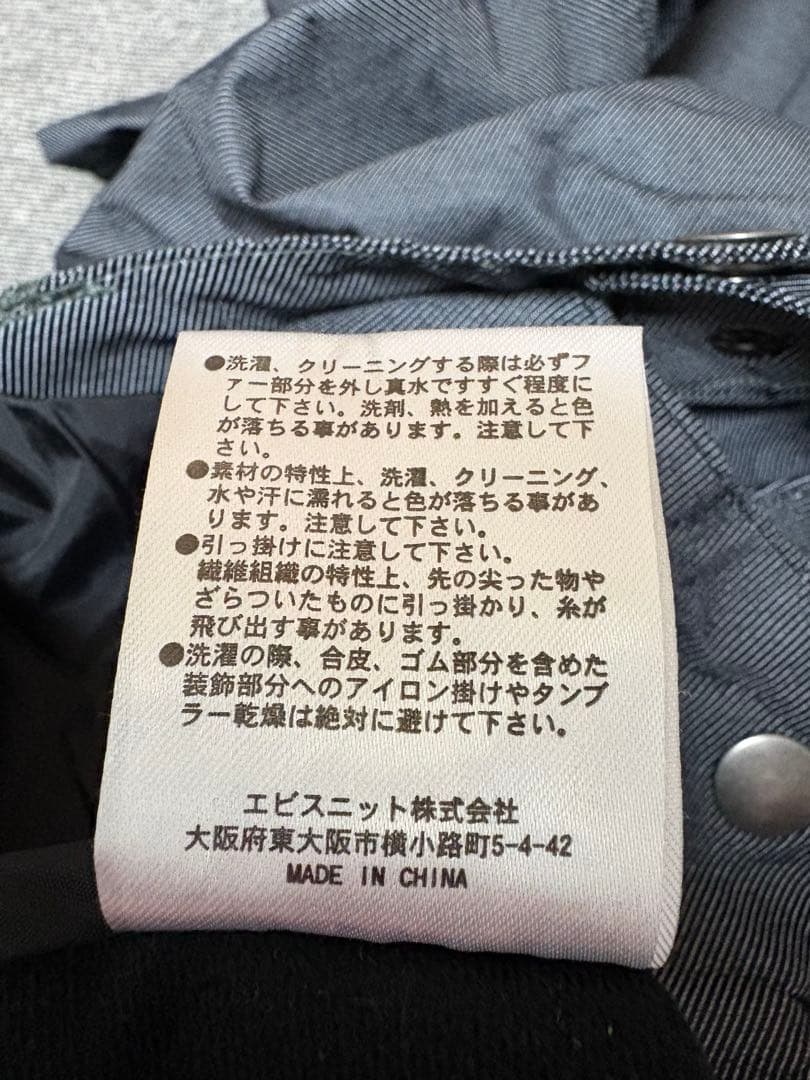 ●洗濯、クリーニングする際は必ずフ
ァー部分を外し真水ですすぐ程度に
して下さい。洗剤、熱を加えると色
が落ちる事があります。注意して下
さい。
●素材の特性上、洗濯、クリーニング、
水や汗に濡れると色が落ちる事があ
ります。注意して下さい。
●引っ掛けに注意して下さい。
繊維組織の特性上、先の尖った物や
ざらついたものに引っ掛かり、糸が
飛び出す事があります。
●洗濯の際、合皮、ゴム部分を含めた
装飾部分へのアイロン掛けやタンブ
ラー乾燥は絶対に避けて下さい。
エビスニット株式会社
大阪府東大阪市横小路町5-4-42
MADE IN CHINA